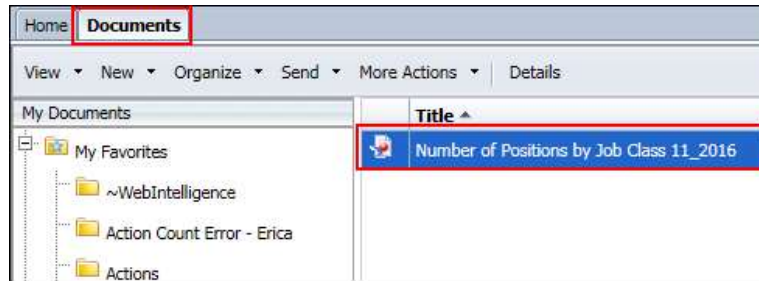 Home Documents
View New Organize Send More Actions Details
My Documents Title
My Favorites
Number of Positions by Job Class 11_2016
~WebIntelligence
Action Count Error - Erica
Actions